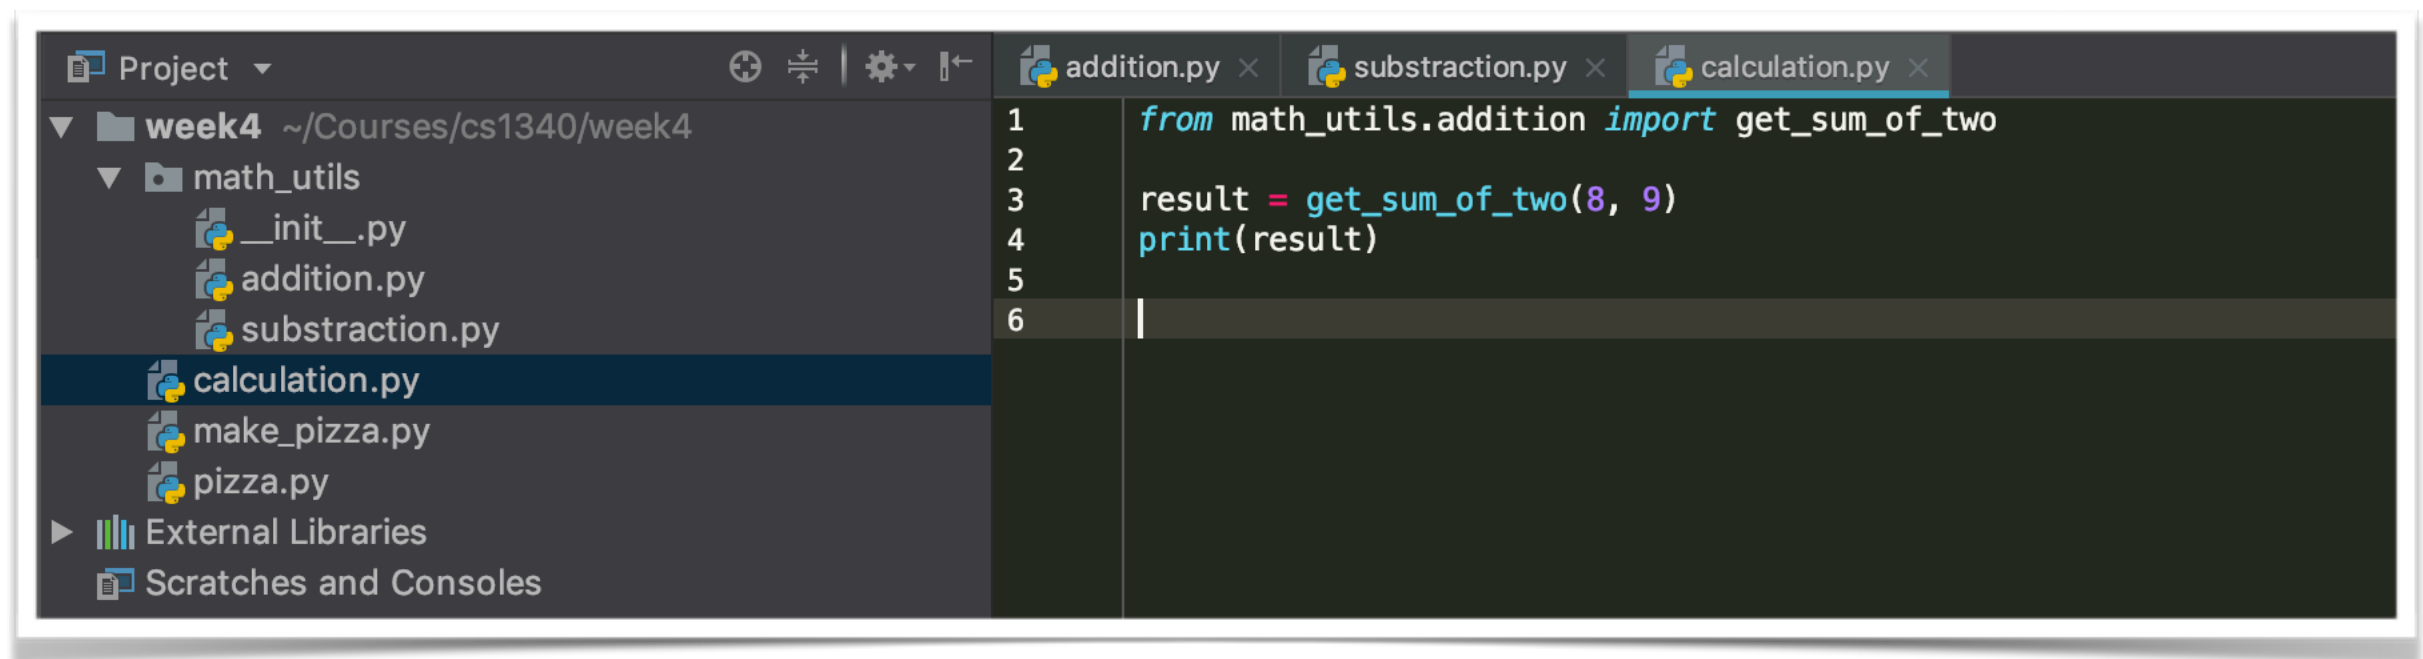 Project
week4 ~/Courses/cs1340/week4
math_utils
__init__.py
addition.py
substraction.py
calculation.py
make_pizza.py
pizza.py
External Libraries
Scratches and Consoles
addition.py substraction.py calculation.py
1 from math_utils.addition import get_sum_of_two
2
3 result = get_sum_of_two(8, 9)
4 print(result)
5
6